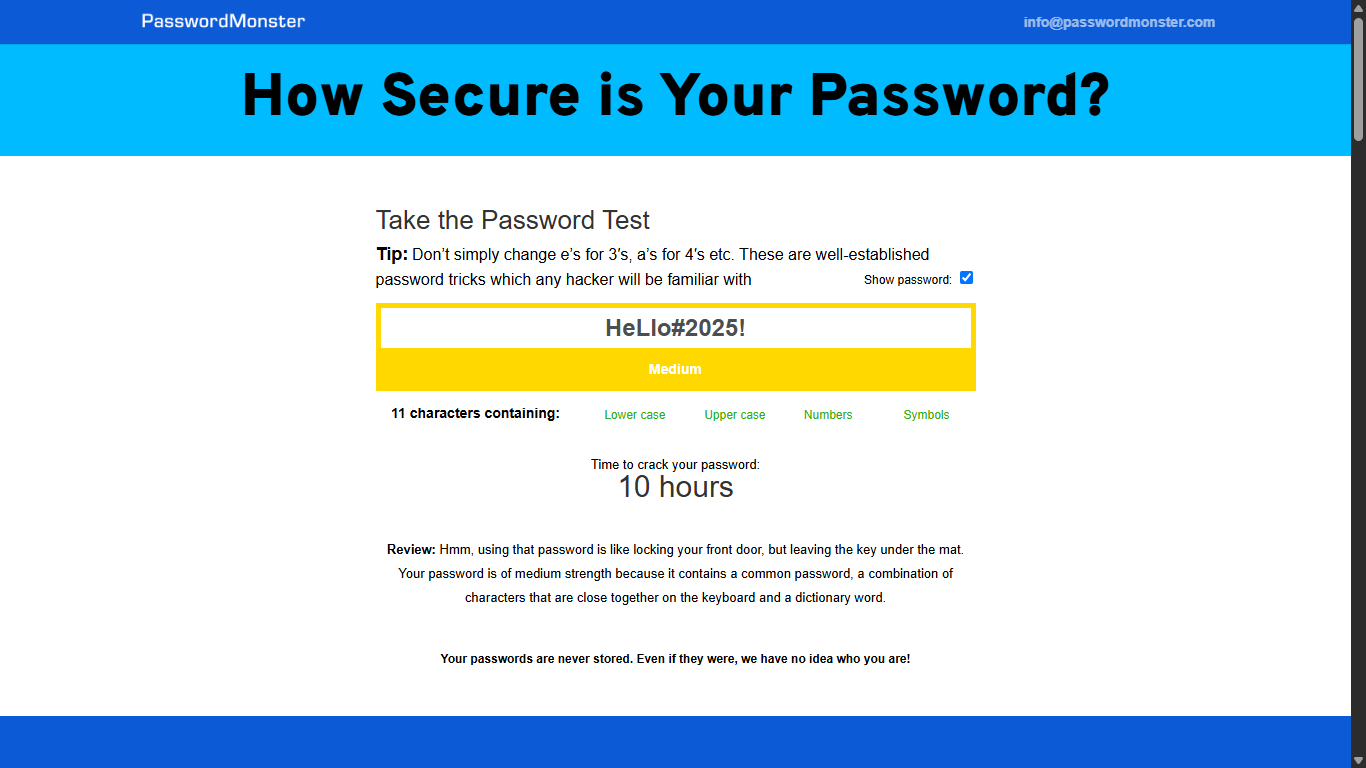 PasswordMonster
info@passwordmonster.com
How Secure is Your Password?
Take the Password Test
Tip: Don’t simply change e’s for 3′s, a’s for 4′s etc. These are well-established
password tricks which any hacker will be familiar with
Show password:
HeLlo#2025!
Medium
11 characters containing:
Lower case
Upper case
Numbers
Symbols
Time to crack your password:
10 hours
Review: Hmm, using that password is like locking your front door, but leaving the key under the mat.
Your password is of medium strength because it contains a common password, a combination of
characters that are close together on the keyboard and a dictionary word.
Your passwords are never stored. Even if they were, we have no idea who you are!